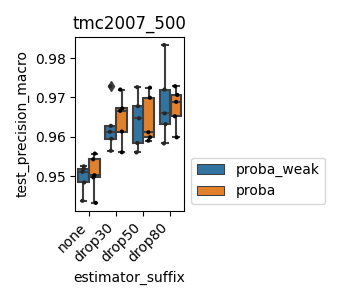 tmc2007_500
test_precision_macro
0.98
0.97
0.96
0.95
none
drop30
drop50
drop80
estimator_suffix
proba_weak
proba